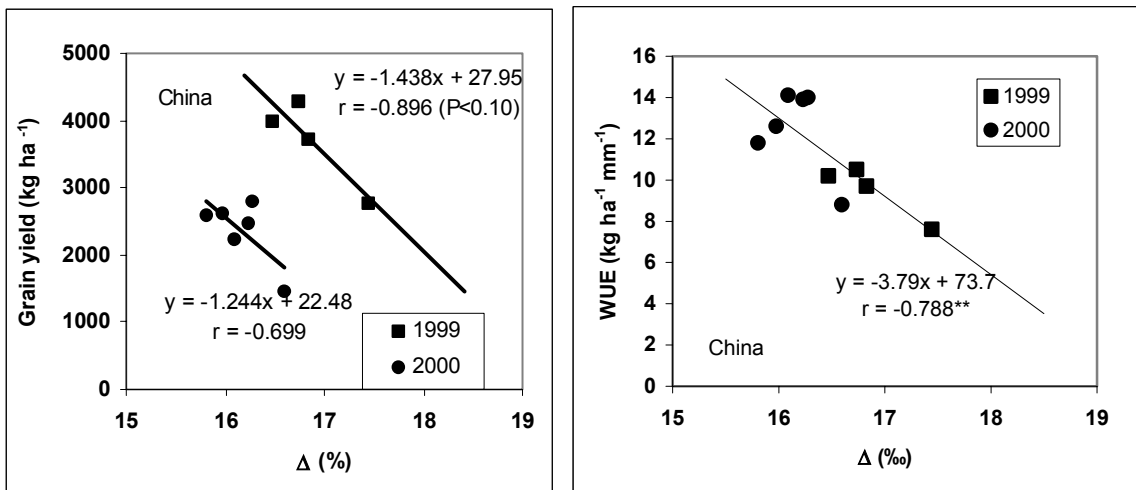 5000
4000
3000
2000
1000
0
Grain yield (kg ha -1)
China
y = -1.438x + 27.95
r = -0.896 (P<0.10)
y = -1.244x + 22.48
r = -0.699
1999
2000
15 16 17 18 19
Δ (%)
16
14
12
10
8
6
4
2
0
WUE (kg ha-1 mm-1)
1999
2000
y = -3.79x + 73.7
r = -0.788**
China
15 16 17 18 19
Δ (‰)